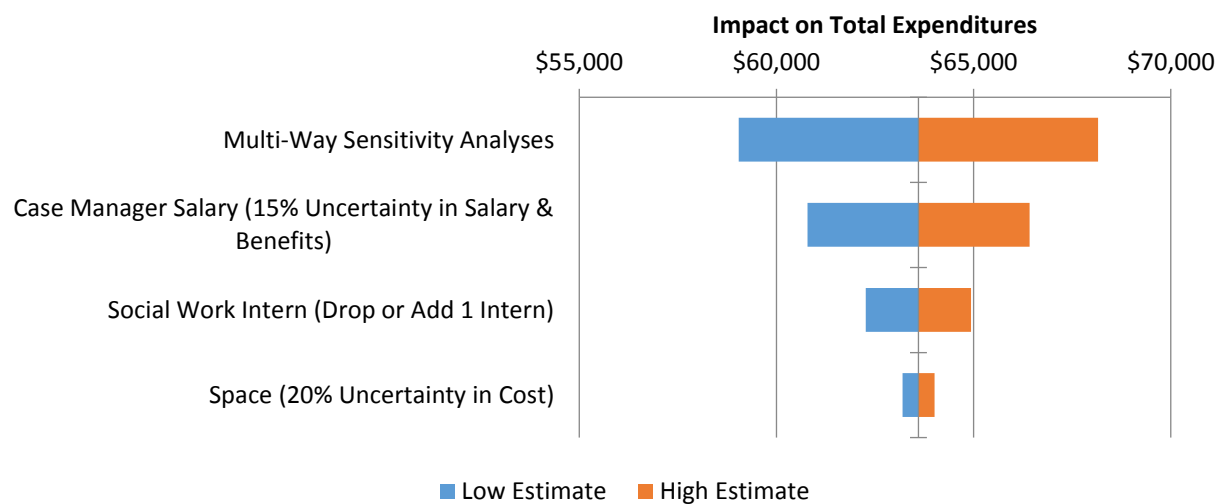 Impact on Total Expenditures
$55,000 $60,000 $65,000 $70,000
Multi-Way Sensitivity Analyses
Case Manager Salary (15% Uncertainty in Salary &
Benefits)
Social Work Intern (Drop or Add 1 Intern)
Space (20% Uncertainty in Cost)
Low Estimate High Estimate